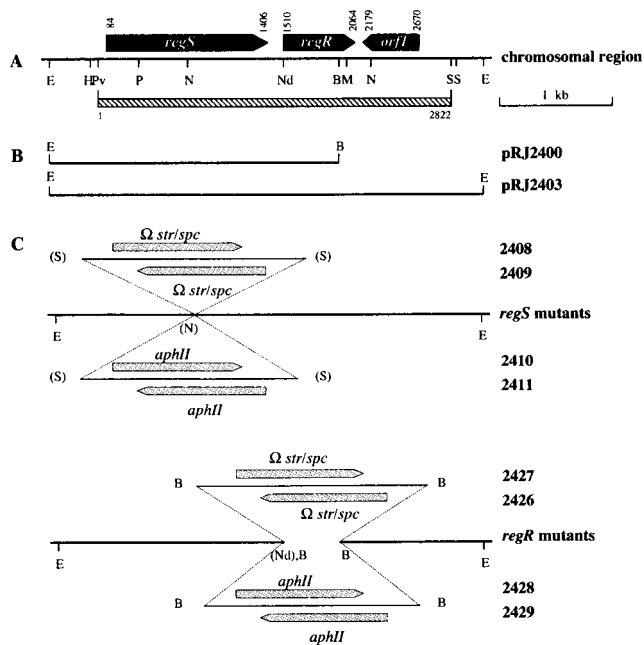 84 1406 1510 2064 2179 2670
regS regR orfI
A chromosomal region
E H Pv P N Nd B M N S S E
1 2822 1 kb
B E B pRJ2400
E E pRJ2403
C Ω str/spc
(S) (S) 2408
2409
Ω str/spc
regS mutants
E (N) E
aphII
(S) (S) 2410
2411
aphII
Ω str/spc
B B 2427
2426
Ω str/spc
regR mutants
E (Nd),B B E
aphII
B B 2428
2429
aphII